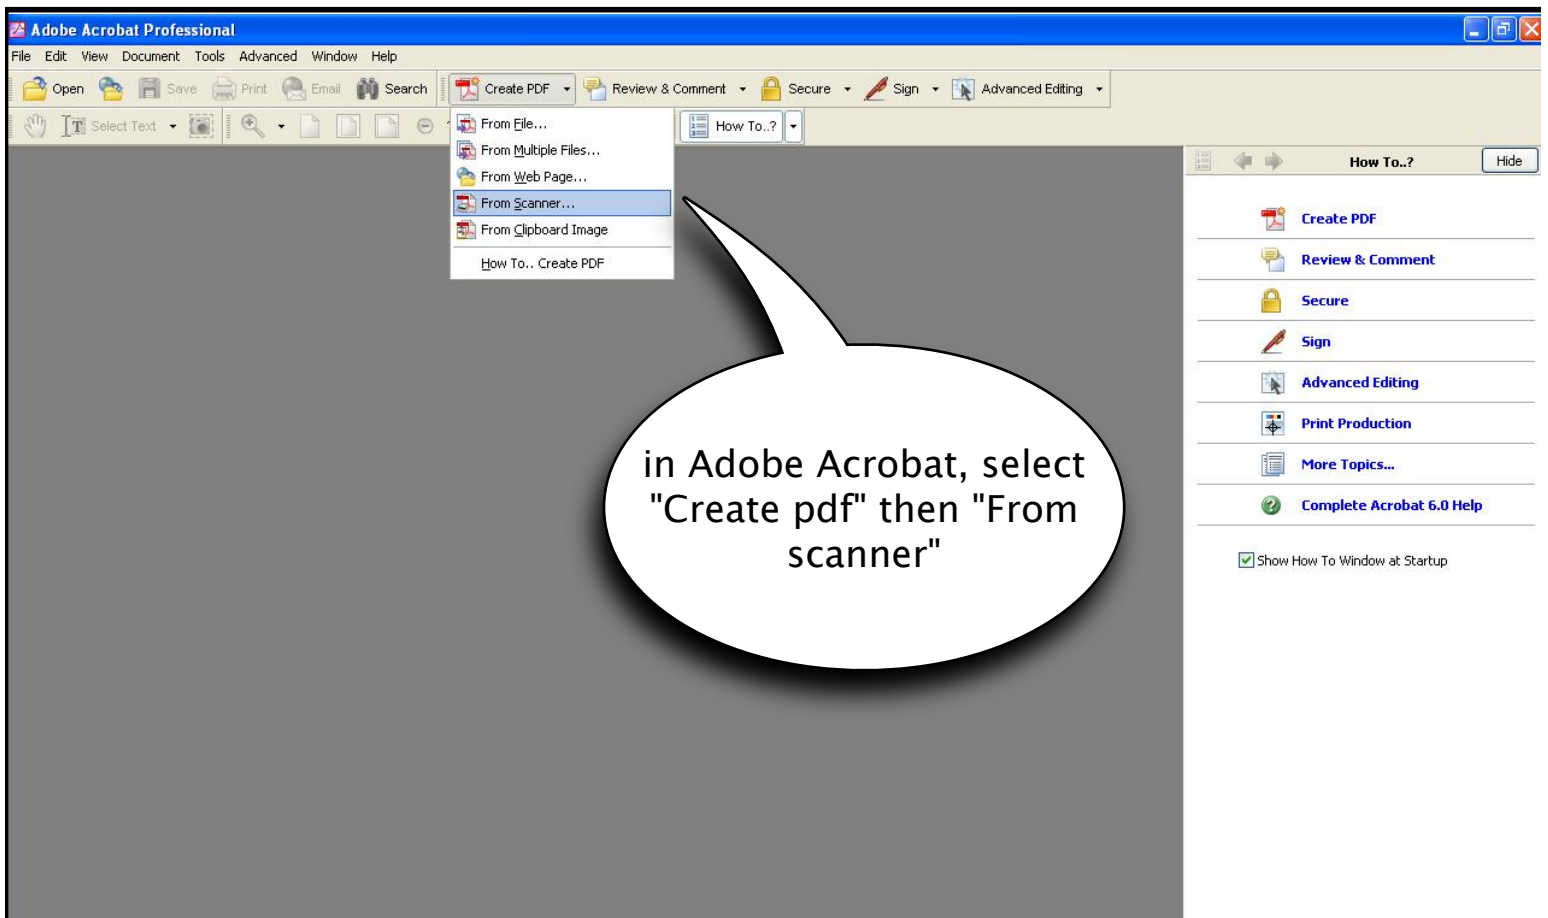 Adobe Acrobat Professional
File Edit View Document Tools Advanced Window Help
Open Save Print Email Search Create PDF Review & Comment Secure Sign Advanced Editing
Select Text How To..?
From File...
From Multiple Files...
From Web Page...
From Scanner...
From Clipboard Image
How To.. Create PDF
How To..? Hide
Create PDF
Review & Comment
Secure
Sign
Advanced Editing
Print Production
More Topics...
Complete Acrobat 6.0 Help
Show How To Window at Startup
in Adobe Acrobat, select
"Create pdf" then "From
scanner"